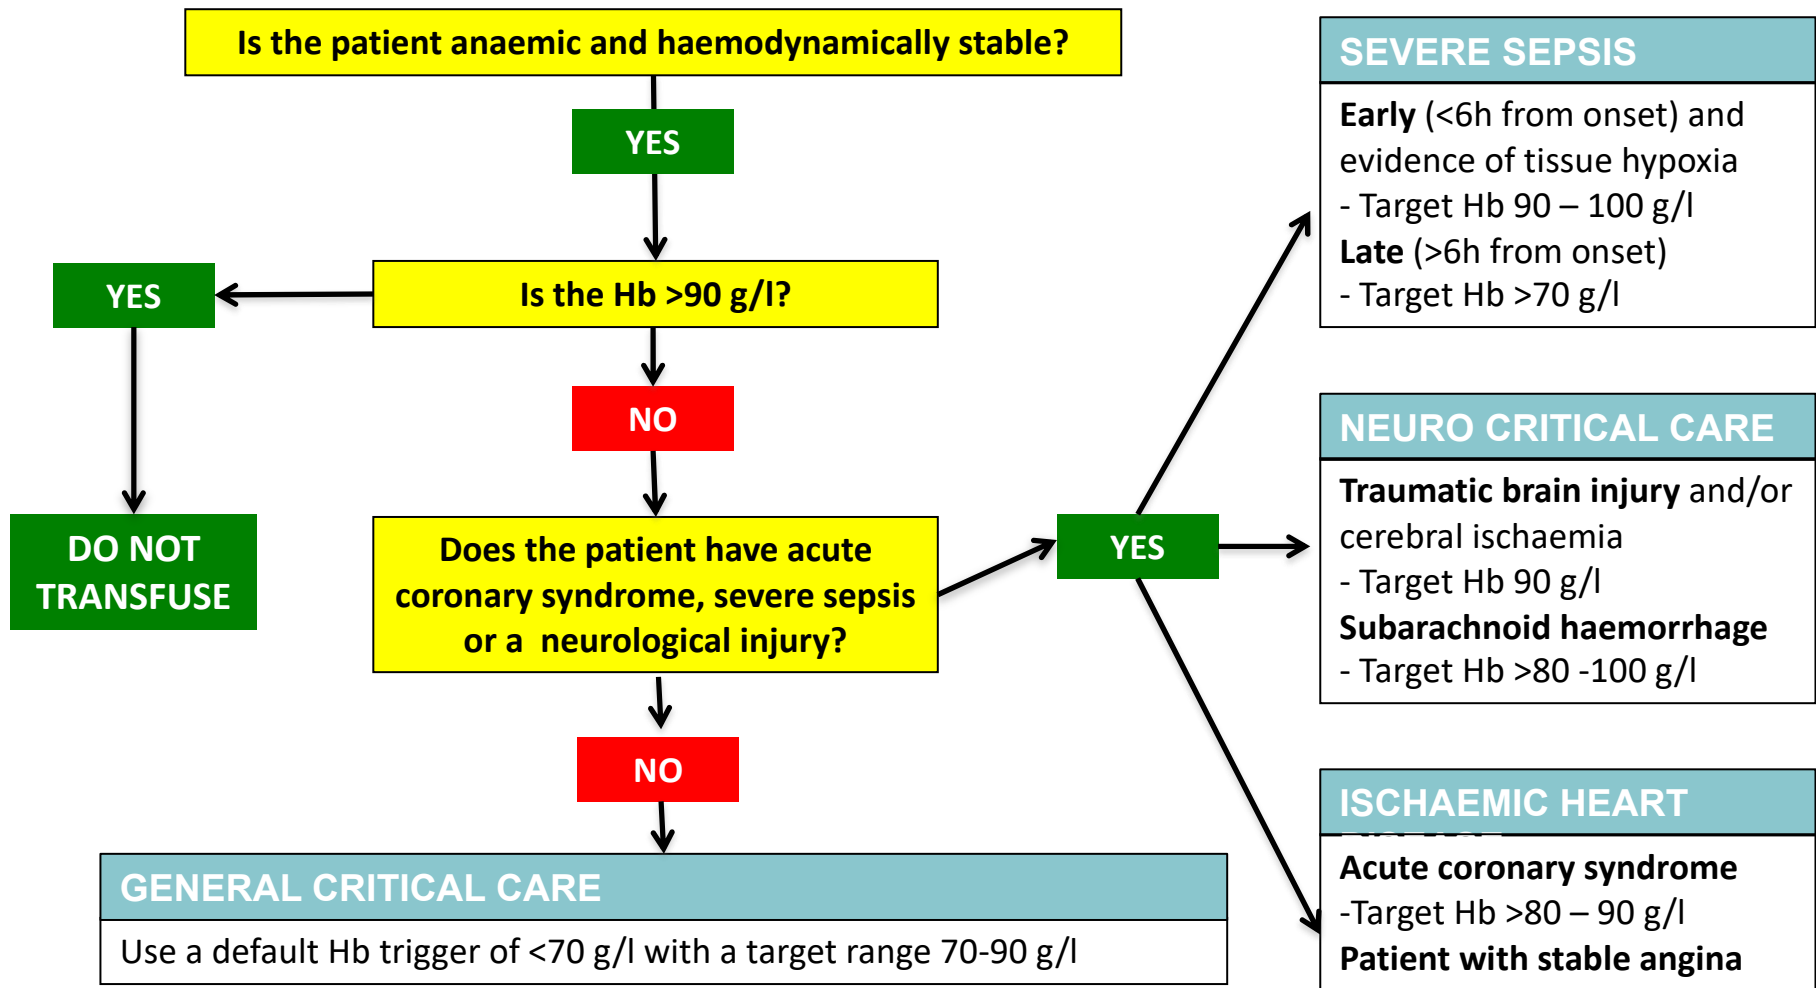 Is the patient anaemic and haemodynamically stable?
YES
Is the Hb >90 g/l?
YES
DO NOT
TRANSFUSE
NO
Does the patient have acute
coronary syndrome, severe sepsis
or a  neurological injury?
YES
NO
GENERAL CRITICAL CARE
Use a default Hb trigger of <70 g/l with a target range 70-90 g/l
SEVERE SEPSIS
Early (<6h from onset) and
evidence of tissue hypoxia
- Target Hb 90 – 100 g/l
Late (>6h from onset)
- Target Hb >70 g/l
NEURO CRITICAL CARE
Traumatic brain injury and/or
cerebral ischaemia
- Target Hb 90 g/l
Subarachnoid haemorrhage
- Target Hb >80 -100 g/l
ISCHAEMIC HEART
Acute coronary syndrome
-Target Hb >80 – 90 g/l
Patient with stable angina